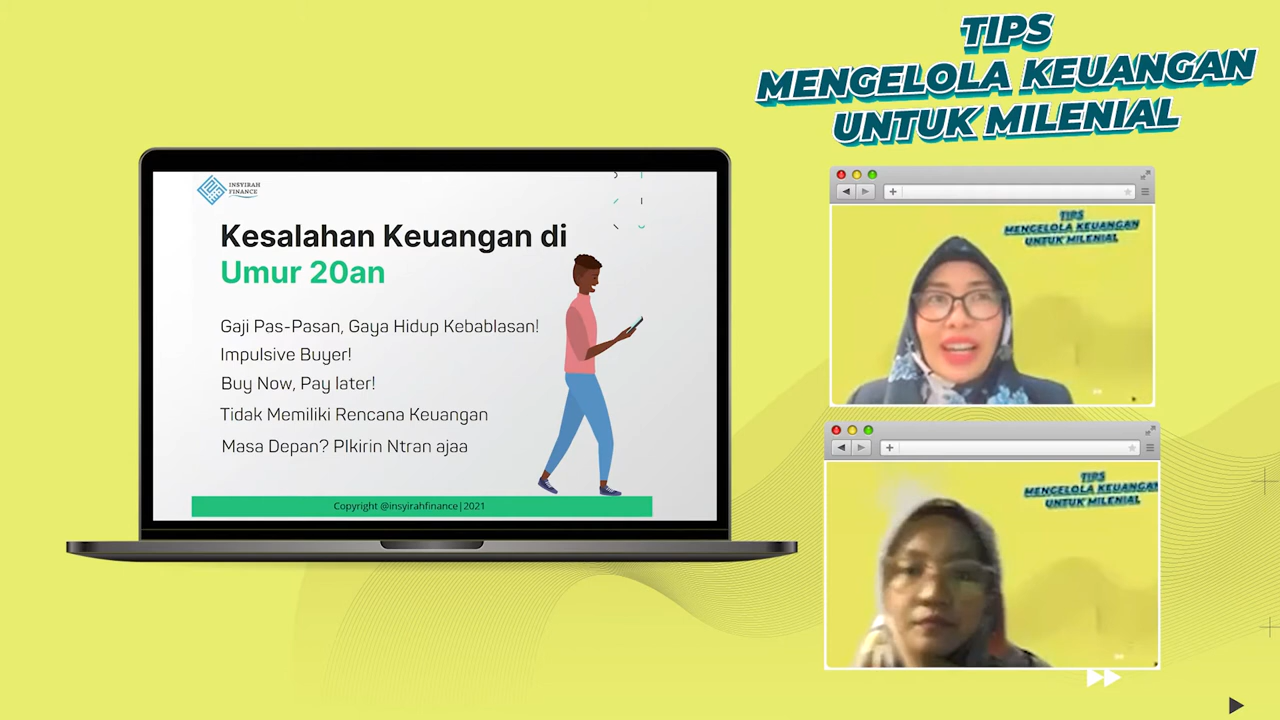 TIPS
MENGELOLA KEUANGAN
UNTUK MILENIAL
INSYIRAH
FINANCE
Kesalahan Keuangan di
Umur 20an
Gaji Pas-Pasan, Gaya Hidup Kebablasan!
Impulsive Buyer!
Buy Now, Pay later!
Tidak Memiliki Rencana Keuangan
Masa Depan? PIkirin Ntran ajaa
Copyright @insyirahfinance|2021
TIPS
MENGELOLA KEUANGAN
UNTUK MILENIAL
TIPS
MENGELOLA KEUANGAN
UNTUK MILENIAL